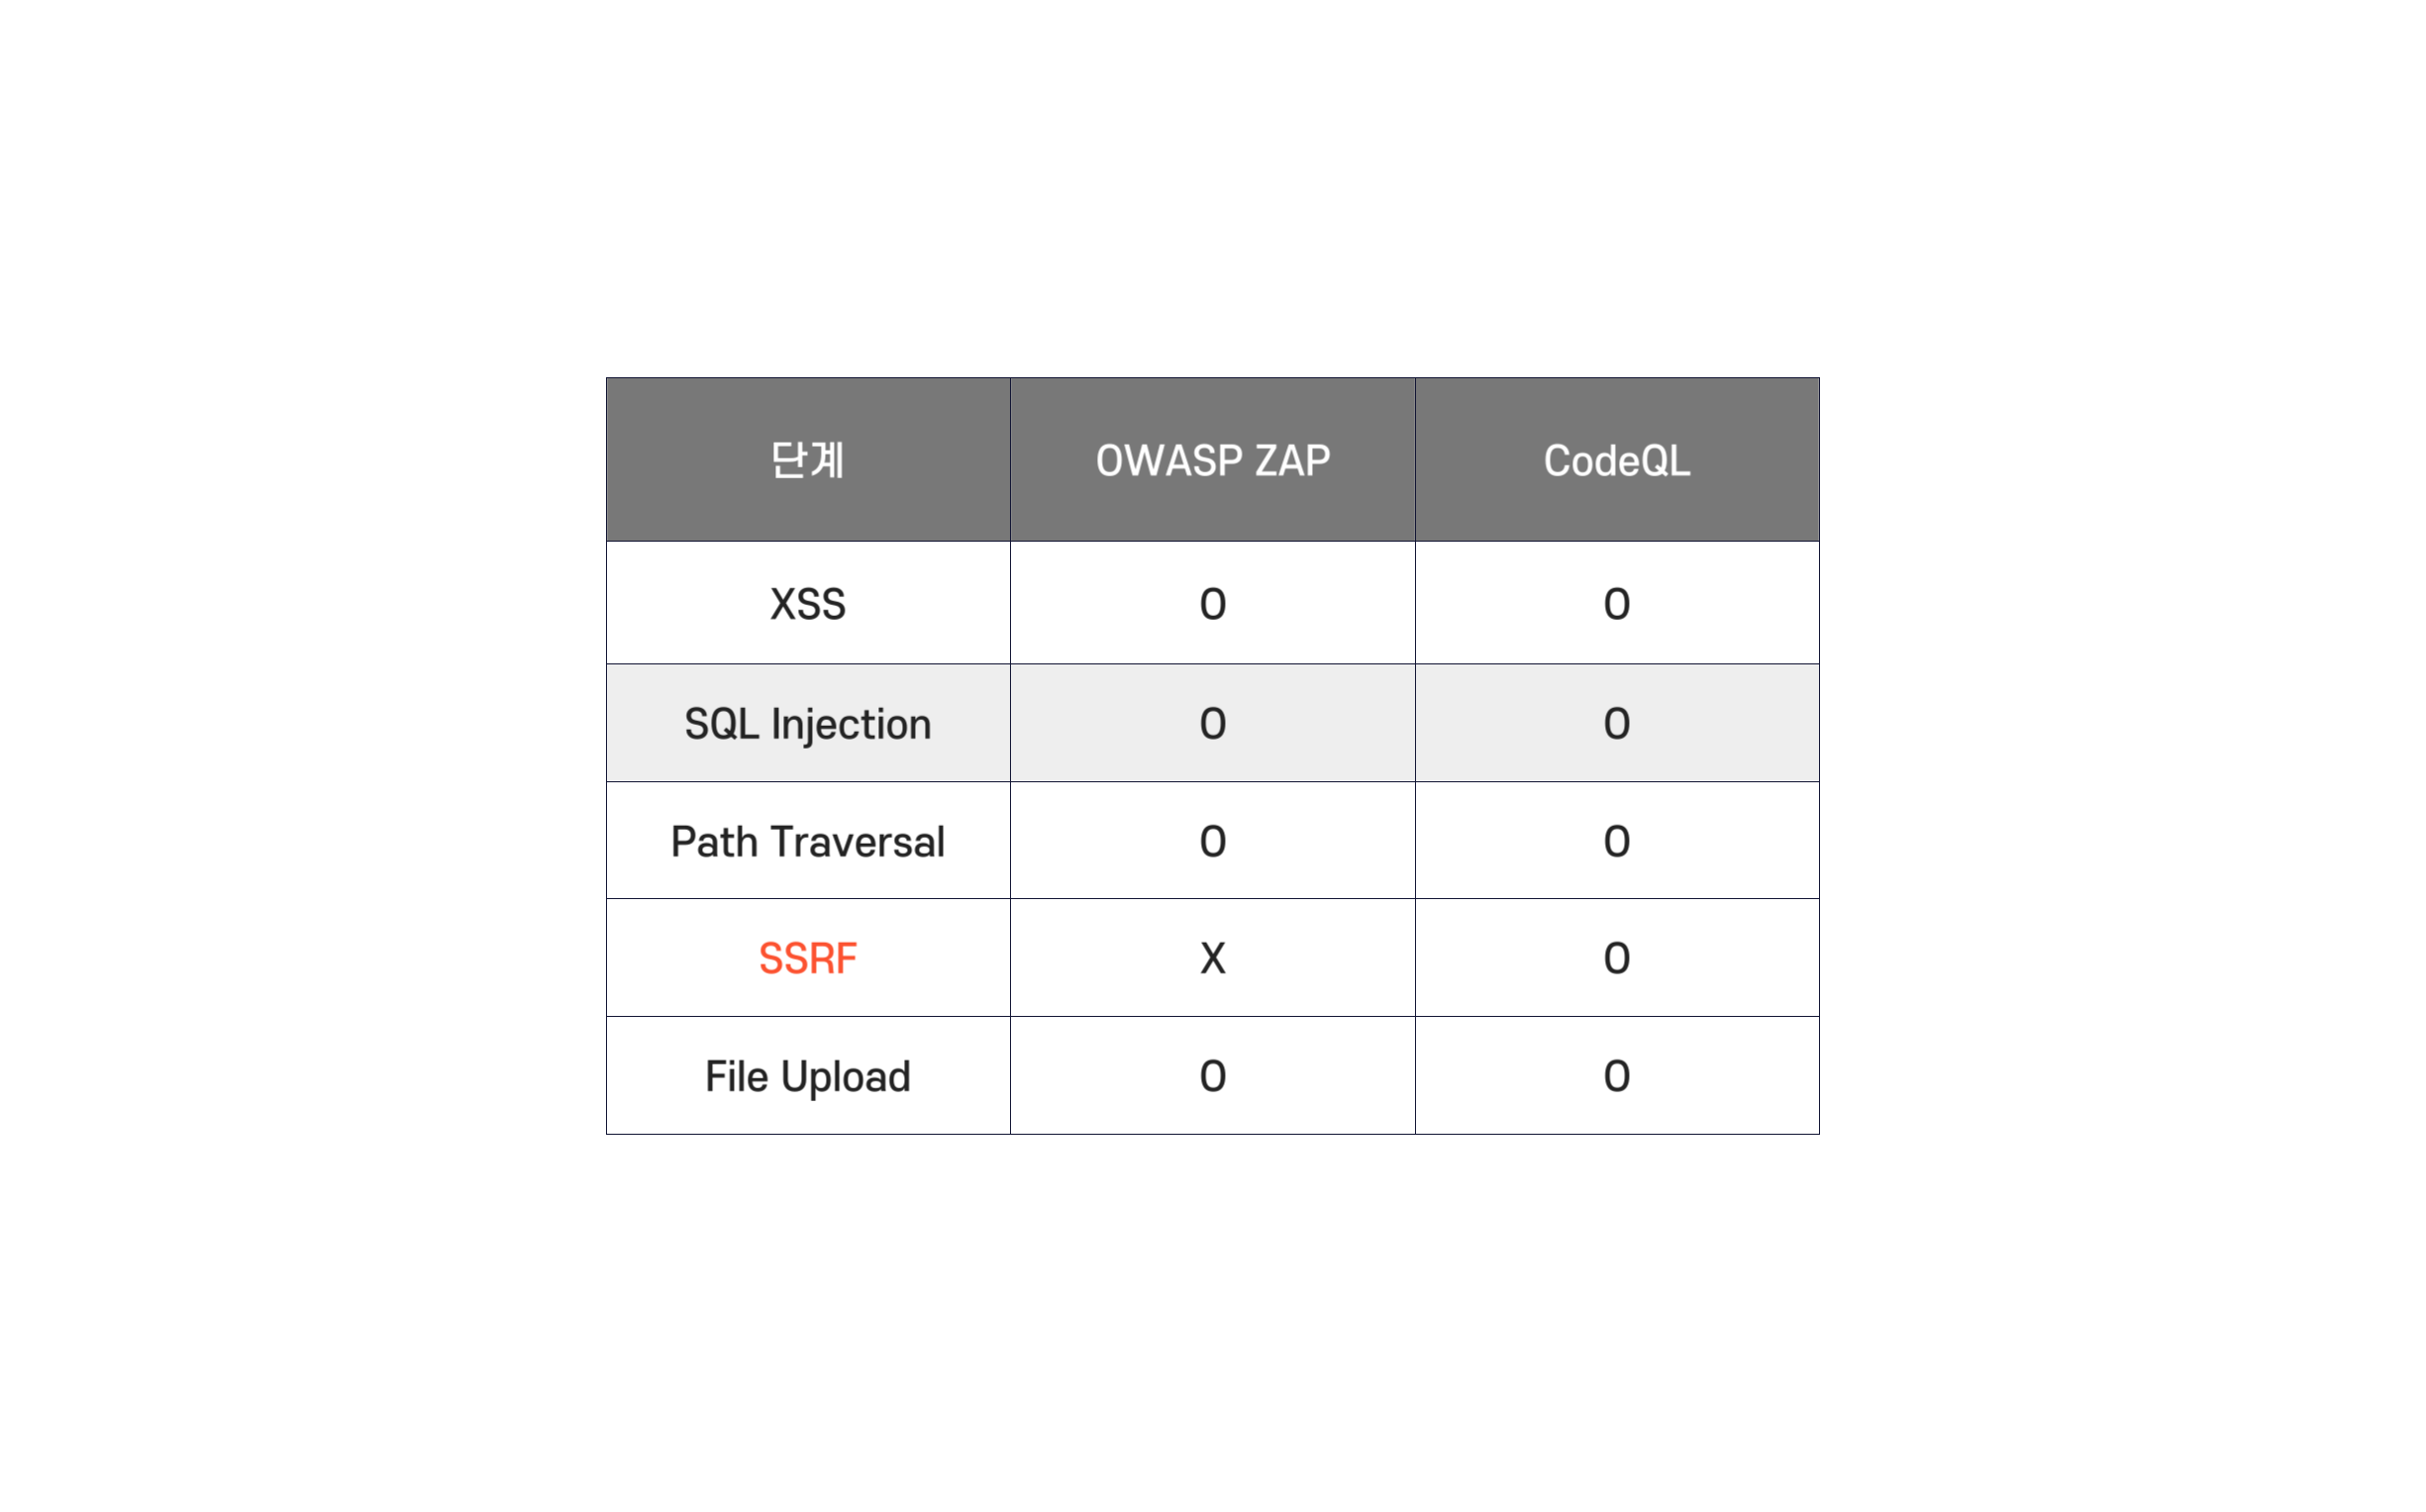 단계 OWASP ZAP CodeQL
XSS O O
SQL Injection O O
Path Traversal O O
SSRF X O
File Upload O O